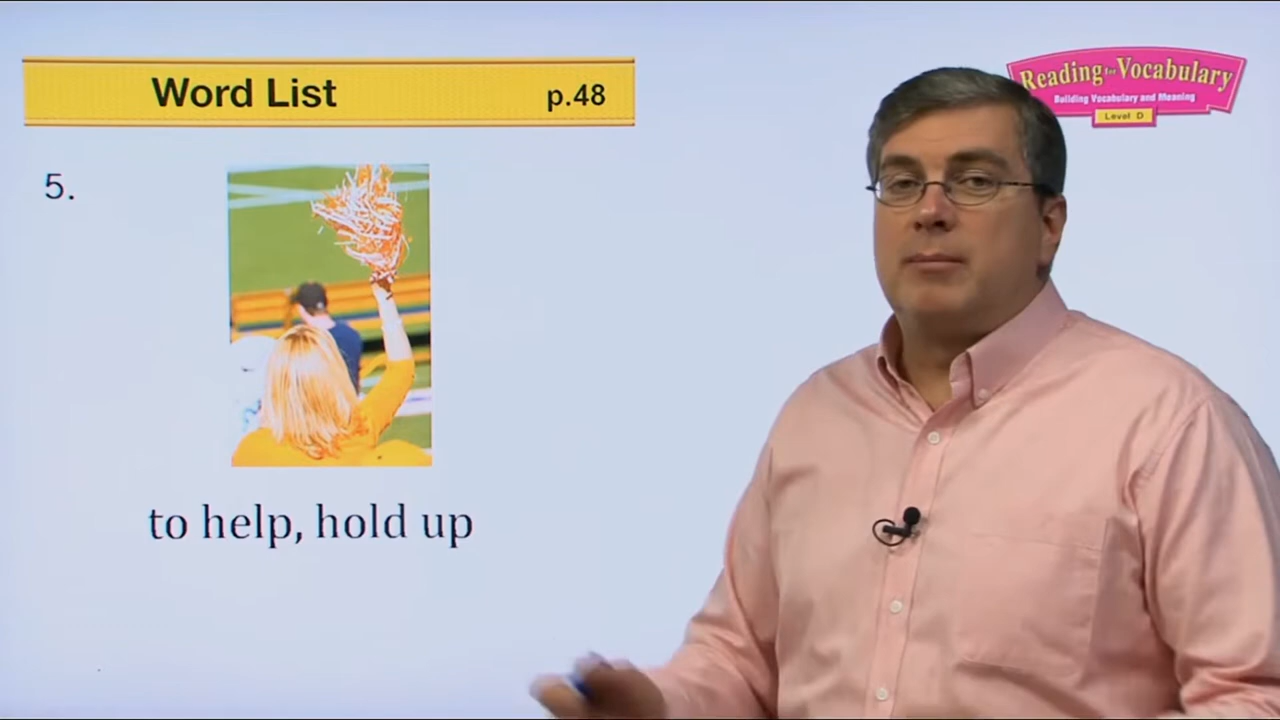 Word List p.48
Reading for Vocabulary
Building Vocabulary and Meaning
Level D
5.
to help, hold up